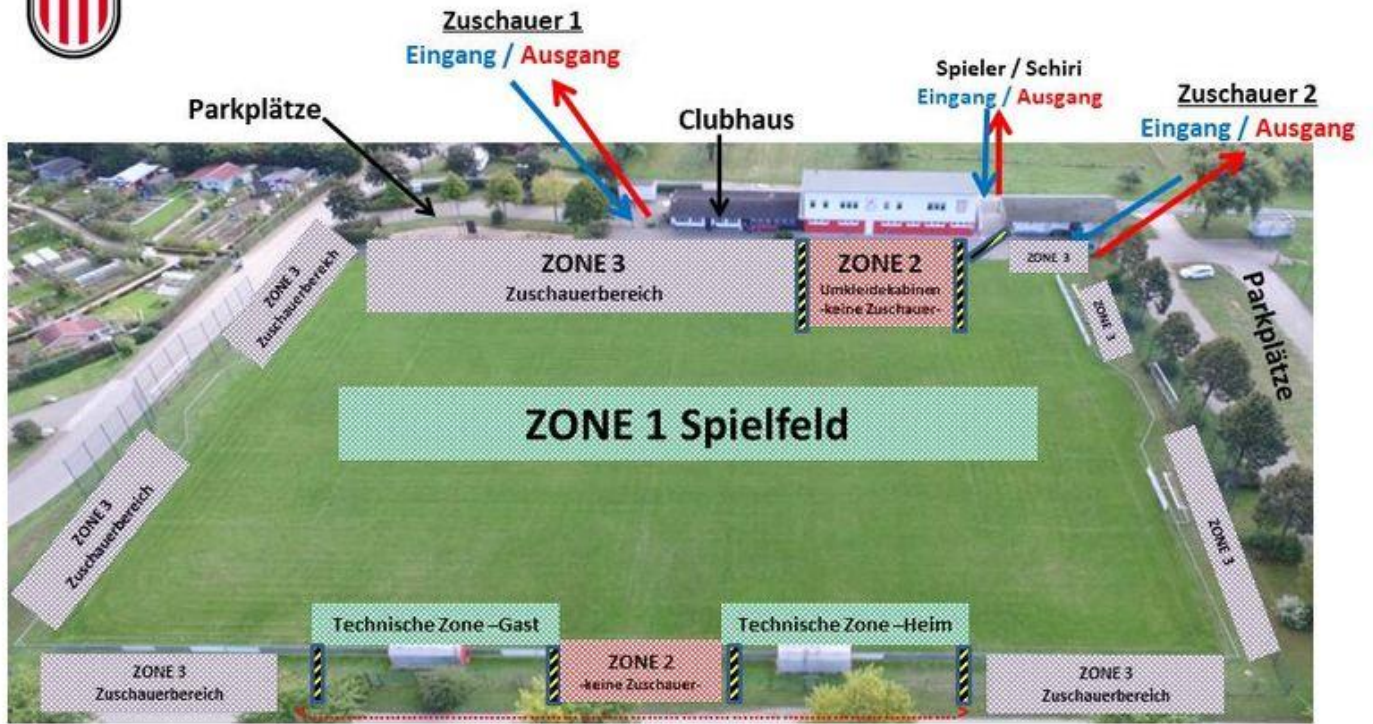 Zuschauer 1
Eingang / Ausgang
Parkplätze
Clubhaus
Spieler / Schiri
Eingang / Ausgang
Zuschauer 2
Eingang / Ausgang
ZONE 3
Zuschauerbereich
ZONE 3
Zuschauerbereich
ZONE 2
Umkleidekabinen
-keine Zuschauer-
ZONE 3
ZONE 3
Parkplätze
ZONE 1 Spielfeld
ZONE 3
Zuschauerbereich
ZONE 3
Technische Zone –Gast
Technische Zone –Heim
ZONE 3
Zuschauerbereich
ZONE 2
-keine Zuschauer-
ZONE 3
Zuschauerbereich